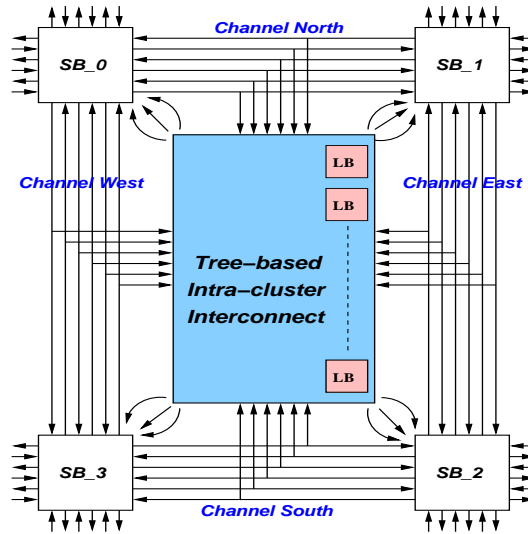 Channel North
SB_0
SB_1
LB
Channel West
Channel East
LB
Tree-based
Intra-cluster
Interconnect
LB
SB_3
SB_2
Channel South